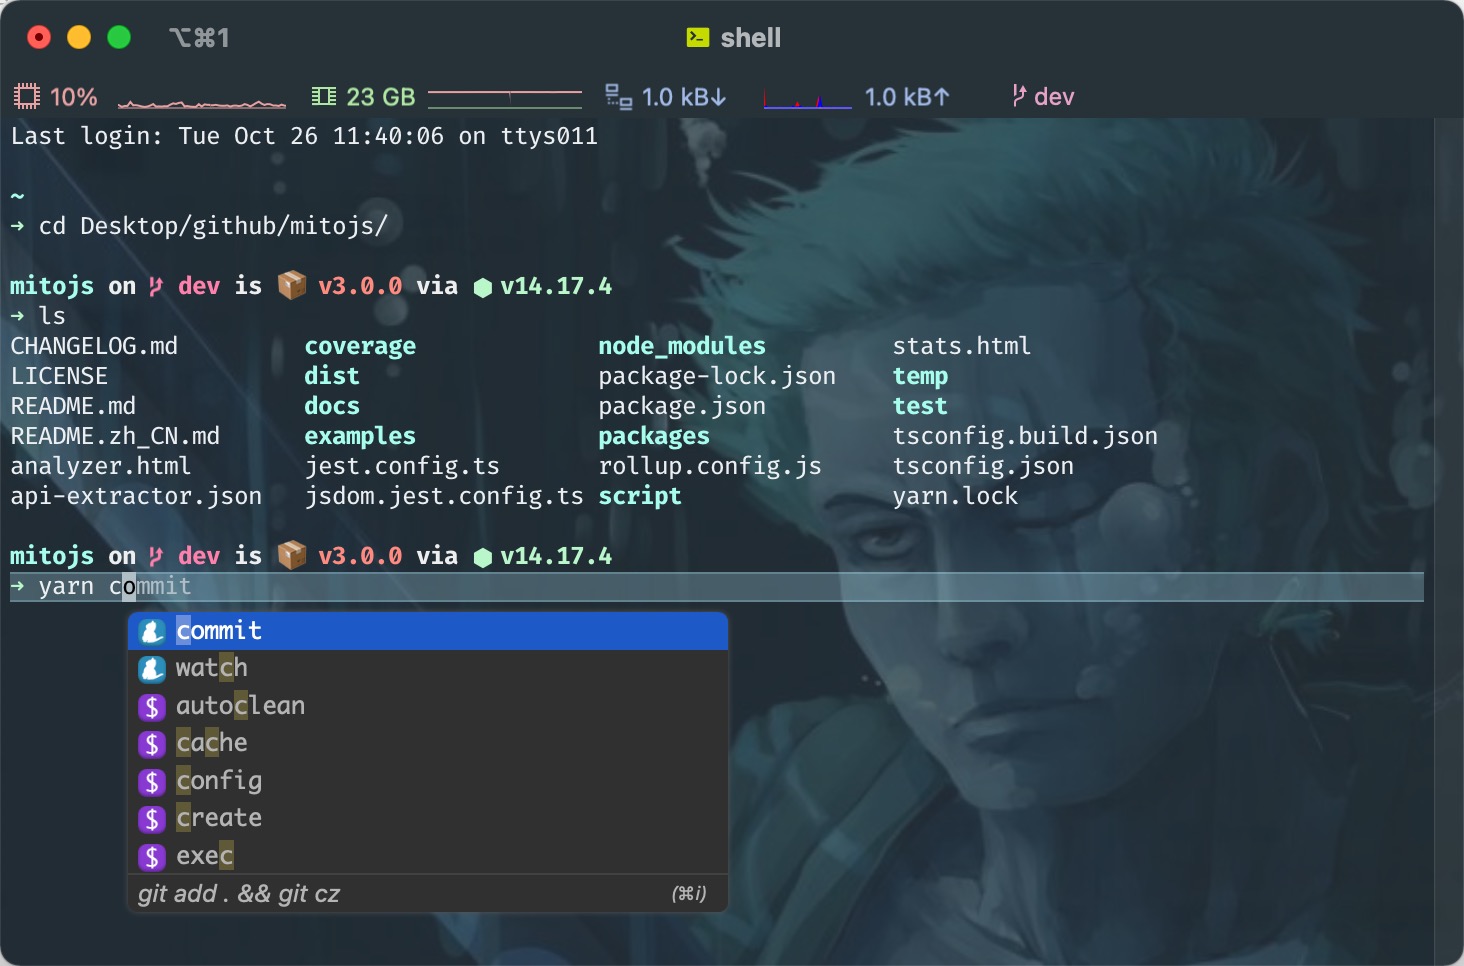 ⌥⌘1 shell
10% 23 GB 1.0 kB↓ 1.0 kB↑ dev
Last login: Tue Oct 26 11:40:06 on ttys011
~
→ cd Desktop/github/mitojs/
mitojs on dev is 📦 v3.0.0 via ⬢ v14.17.4
→ ls
CHANGELOG.md coverage node_modules stats.html
LICENSE dist package-lock.json temp
README.md docs package.json test
README.zh_CN.md examples packages tsconfig.build.json
analyzer.html jest.config.ts rollup.config.js tsconfig.json
api-extractor.json jsdom.jest.config.ts script yarn.lock
mitojs on dev is 📦 v3.0.0 via ⬢ v14.17.4
→ yarn commit
commit
watch
$ autoclean
$ cache
$ config
$ create
$ exec
git add . && git cz (⌘i)